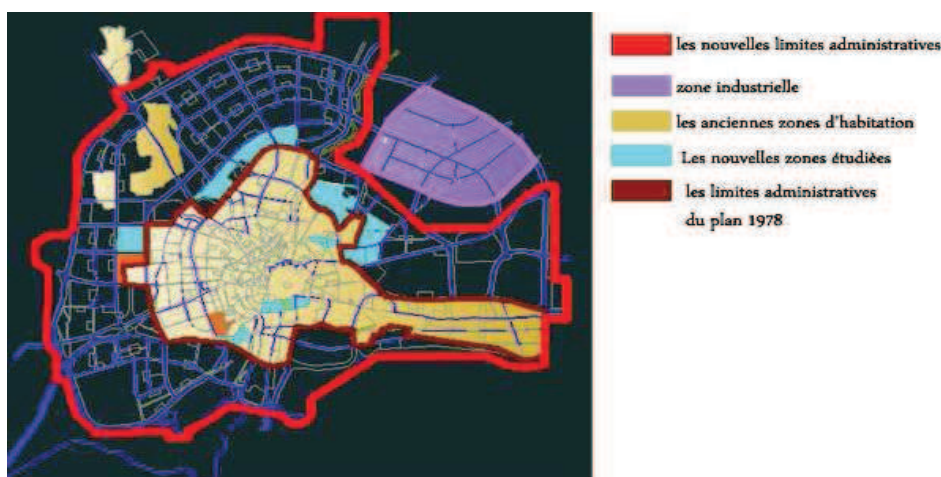 les nouvelles limites administratives
zone industrielle
les anciennes zones d'habitation
Les nouvelles zones étudiées
les limites administratives
du plan 1978